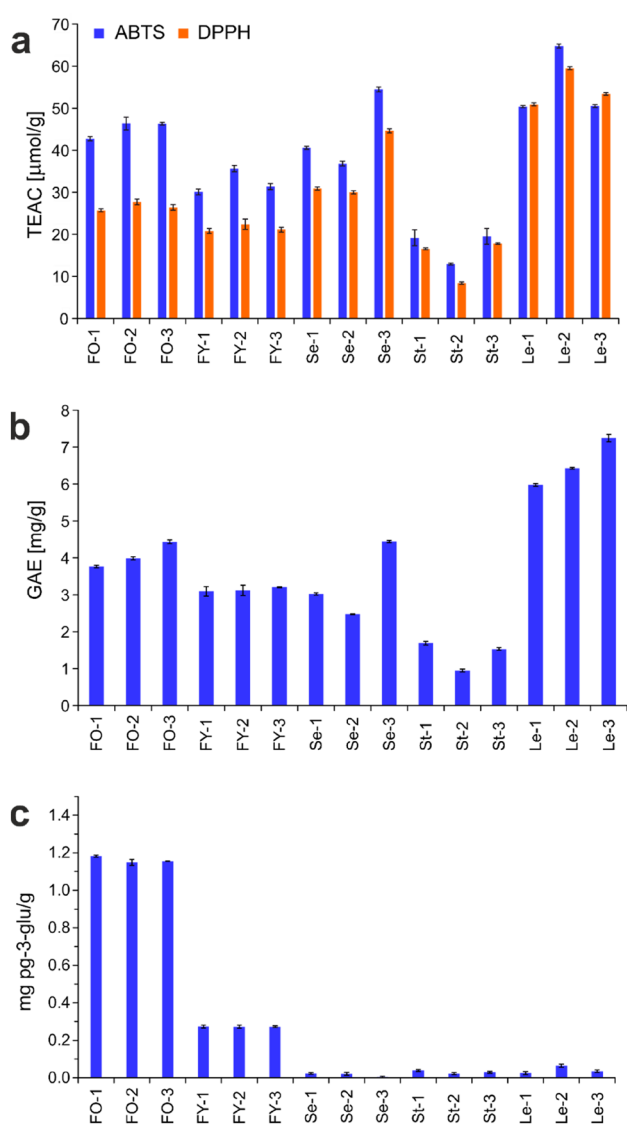 a
ABTS DPPH
TEAC [µmol/g]
70
60
50
40
30
20
10
0
FO-1 FO-2 FO-3 FY-1 FY-2 FY-3 Se-1 Se-2 Se-3 St-1 St-2 St-3 Le-1 Le-2 Le-3
b
GAE [mg/g]
8
7
6
5
4
3
2
1
0
FO-1 FO-2 FO-3 FY-1 FY-2 FY-3 Se-1 Se-2 Se-3 St-1 St-2 St-3 Le-1 Le-2 Le-3
c
mg pg-3-glu/g
1.4
1.2
1.0
0.8
0.6
0.4
0.2
0.0
FO-1 FO-2 FO-3 FY-1 FY-2 FY-3 Se-1 Se-2 Se-3 St-1 St-2 St-3 Le-1 Le-2 Le-3